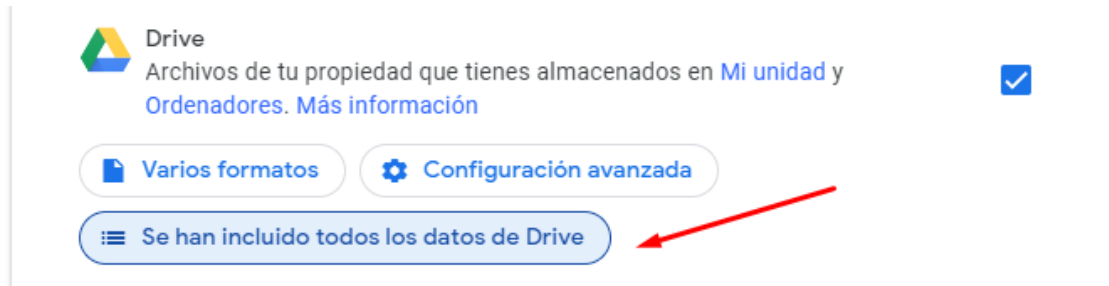 Drive
Archivos de tu propiedad que tienes almacenados en Mi unidad y
Ordenadores. Más información
Varios formatos
Configuración avanzada
Se han incluido todos los datos de Drive